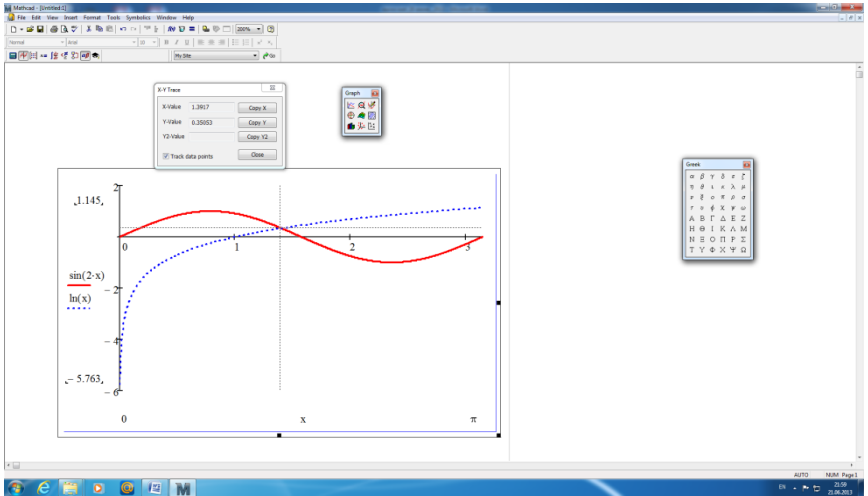 Mathcad - [Untitled:1]
File Edit View Insert Format Tools Symbolics Window Help
200%
Normal Arial 10 B I U
My Site Go
X-Y Trace
X-Value 1.3917 Copy X
Y-Value 0.35053 Copy Y
Y2-Value Copy Y2
Track data points Close
Graph
Greek
α β γ δ ε ζ
η θ ι κ λ μ
ν ξ ο π ρ σ
τ υ ϕ χ ψ ω
Α Β Γ Δ Ε Ζ
Η Θ Ι Κ Λ Μ
Ν Ξ Ο Π Ρ Σ
Τ Υ Φ Χ Ψ Ω
2
1.145,
0 1 2 3
sin(2·x)
− 2
ln(x)
− 4
− 5.763,
− 6
0 x π
AUTO NUM Page 1
EN 21:59
21.06.2013